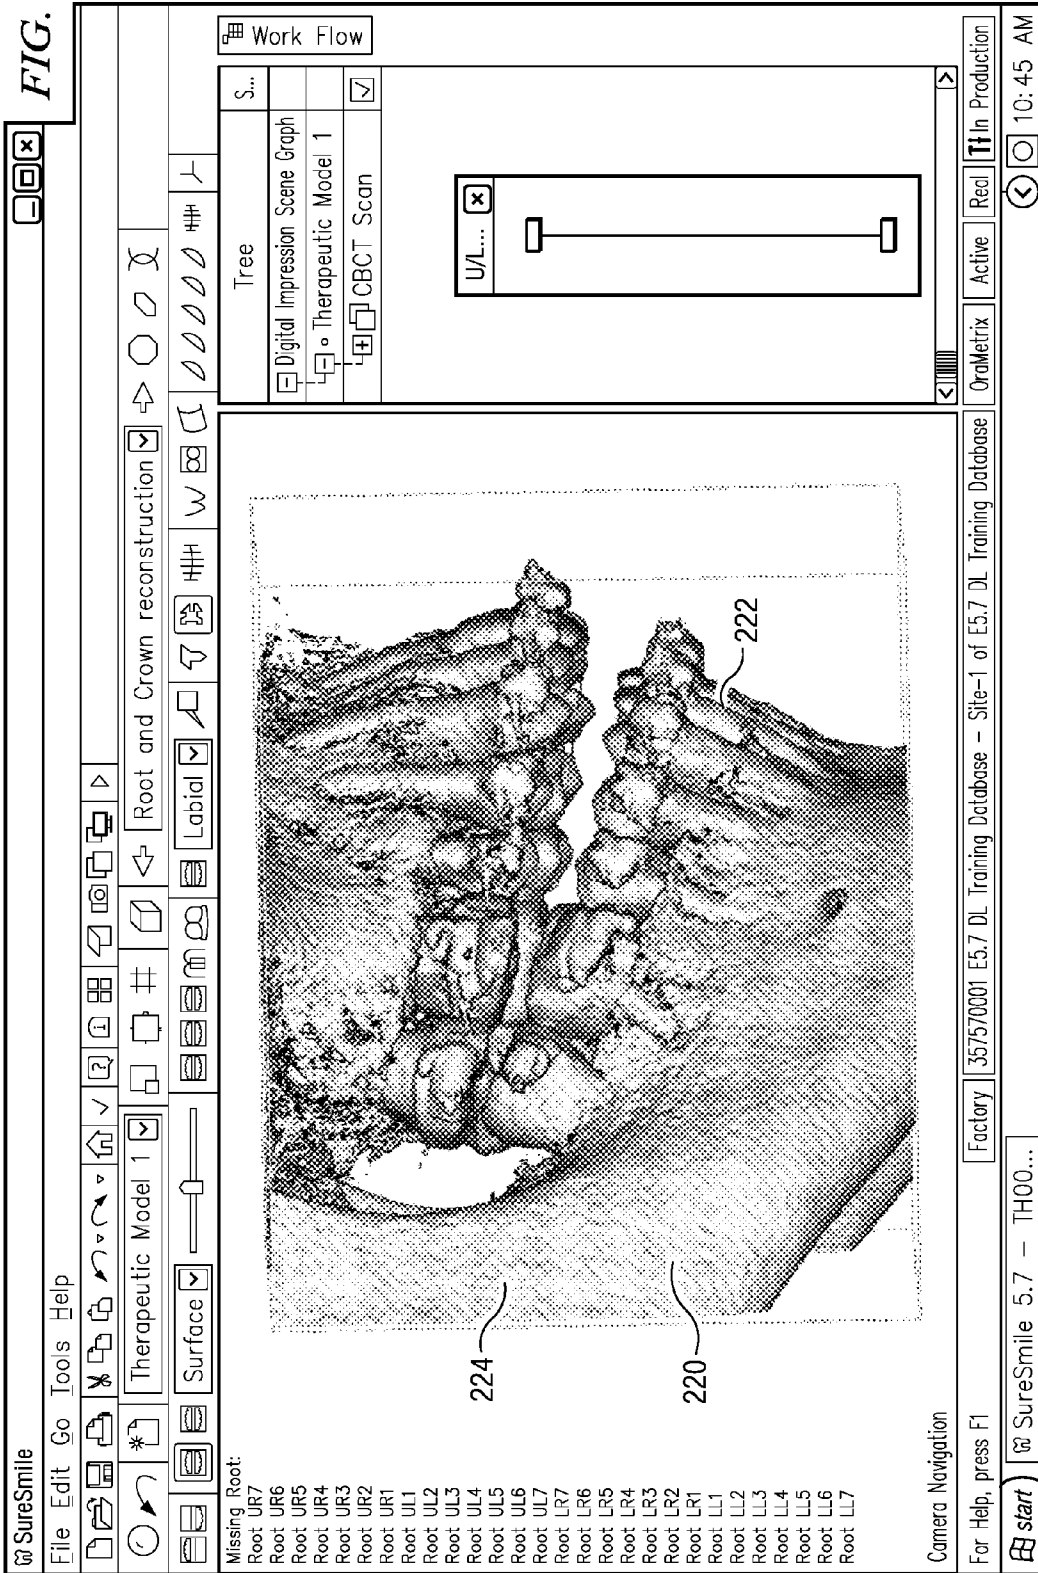 FIG.
SureSmile
File Edit Go Tools Help
Therapeutic Model 1
Root and Crown reconstruction
Surface
Labial
Missing Root:
Root UR7
Root UR6
Root UR5
Root UR4
Root UR3
Root UR2
Root UR1
Root UL1
Root UL2
Root UL3
Root UL4
Root UL5
Root UL6
Root UL7
Root LR7
Root LR6
Root LR5
Root LR4
Root LR3
Root LR2
Root LR1
Root LL1
Root LL2
Root LL3
Root LL4
Root LL5
Root LL6
Root LL7
Camera Navigation
224
220
222
Tree S...
Digital Impression Scene Graph
Therapeutic Model 1
CBCT Scan
U/L...
Work Flow
For Help, press F1
Factory 357570001 E5.7 DL Training Database - Site-1 of E5.7 DL Training Database OraMetrix Active Real In Production
start SureSmile 5.7 - TH00... 10:45 AM